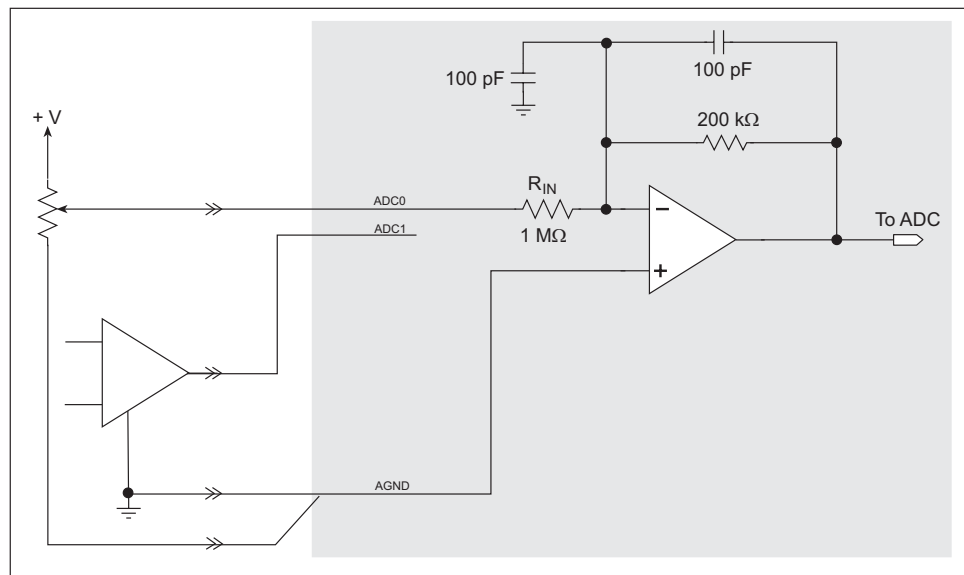 100 pF
100 pF
+ V
200 kΩ
R_IN
ADC0
1 MΩ
To ADC
ADC1
−
+
AGND